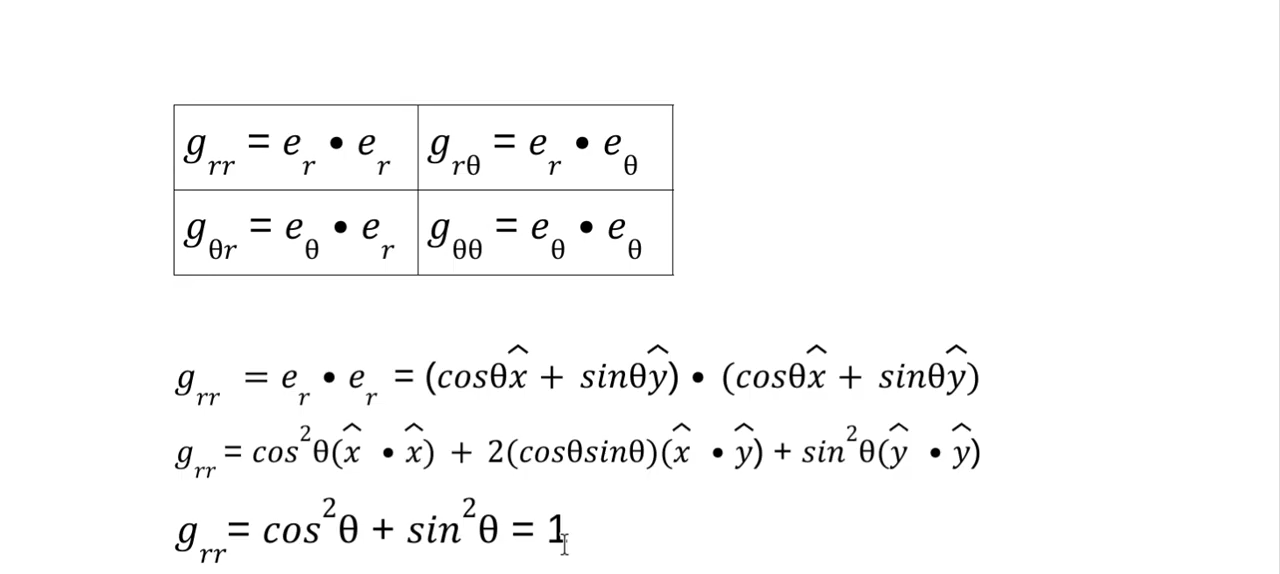 g_rr = e_r • e_r   g_rθ = e_r • e_θ
g_θr = e_θ • e_r   g_θθ = e_θ • e_θ
g_rr = e_r • e_r = (cosθx̂ + sinθŷ) • (cosθx̂ + sinθŷ)
g_rr = cos²θ(x̂ • x̂) + 2(cosθsinθ)(x̂ • ŷ) + sin²θ(ŷ • ŷ)
g_rr = cos²θ + sin²θ = 1